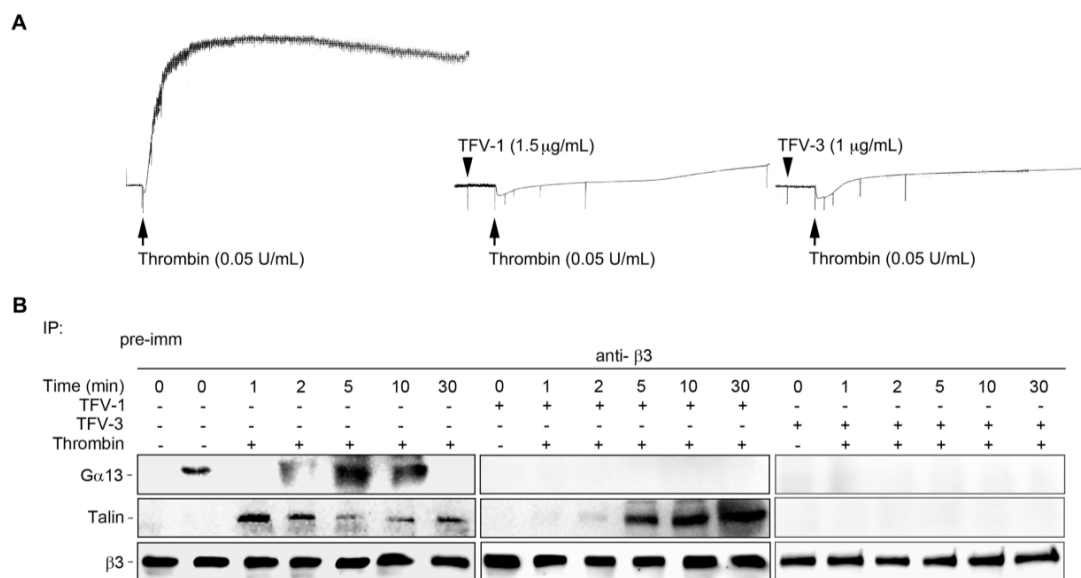 A
TFV-1 (1.5 μg/mL) TFV-3 (1 μg/mL)
Thrombin (0.05 U/mL) Thrombin (0.05 U/mL) Thrombin (0.05 U/mL)
B
IP:
pre-imm
anti- β3
Time (min) 0 0 1 2 5 10 30 0 1 2 5 10 30 0 1 2 5 10 30
TFV-1 - - - - - - - + + + + + + - - - - - -
TFV-3 - - - - - - - - - - - - - + + + + + +
Thrombin - - + + + + + - + + + + + - + + + + +
Gα13 -
Talin -
β3 -